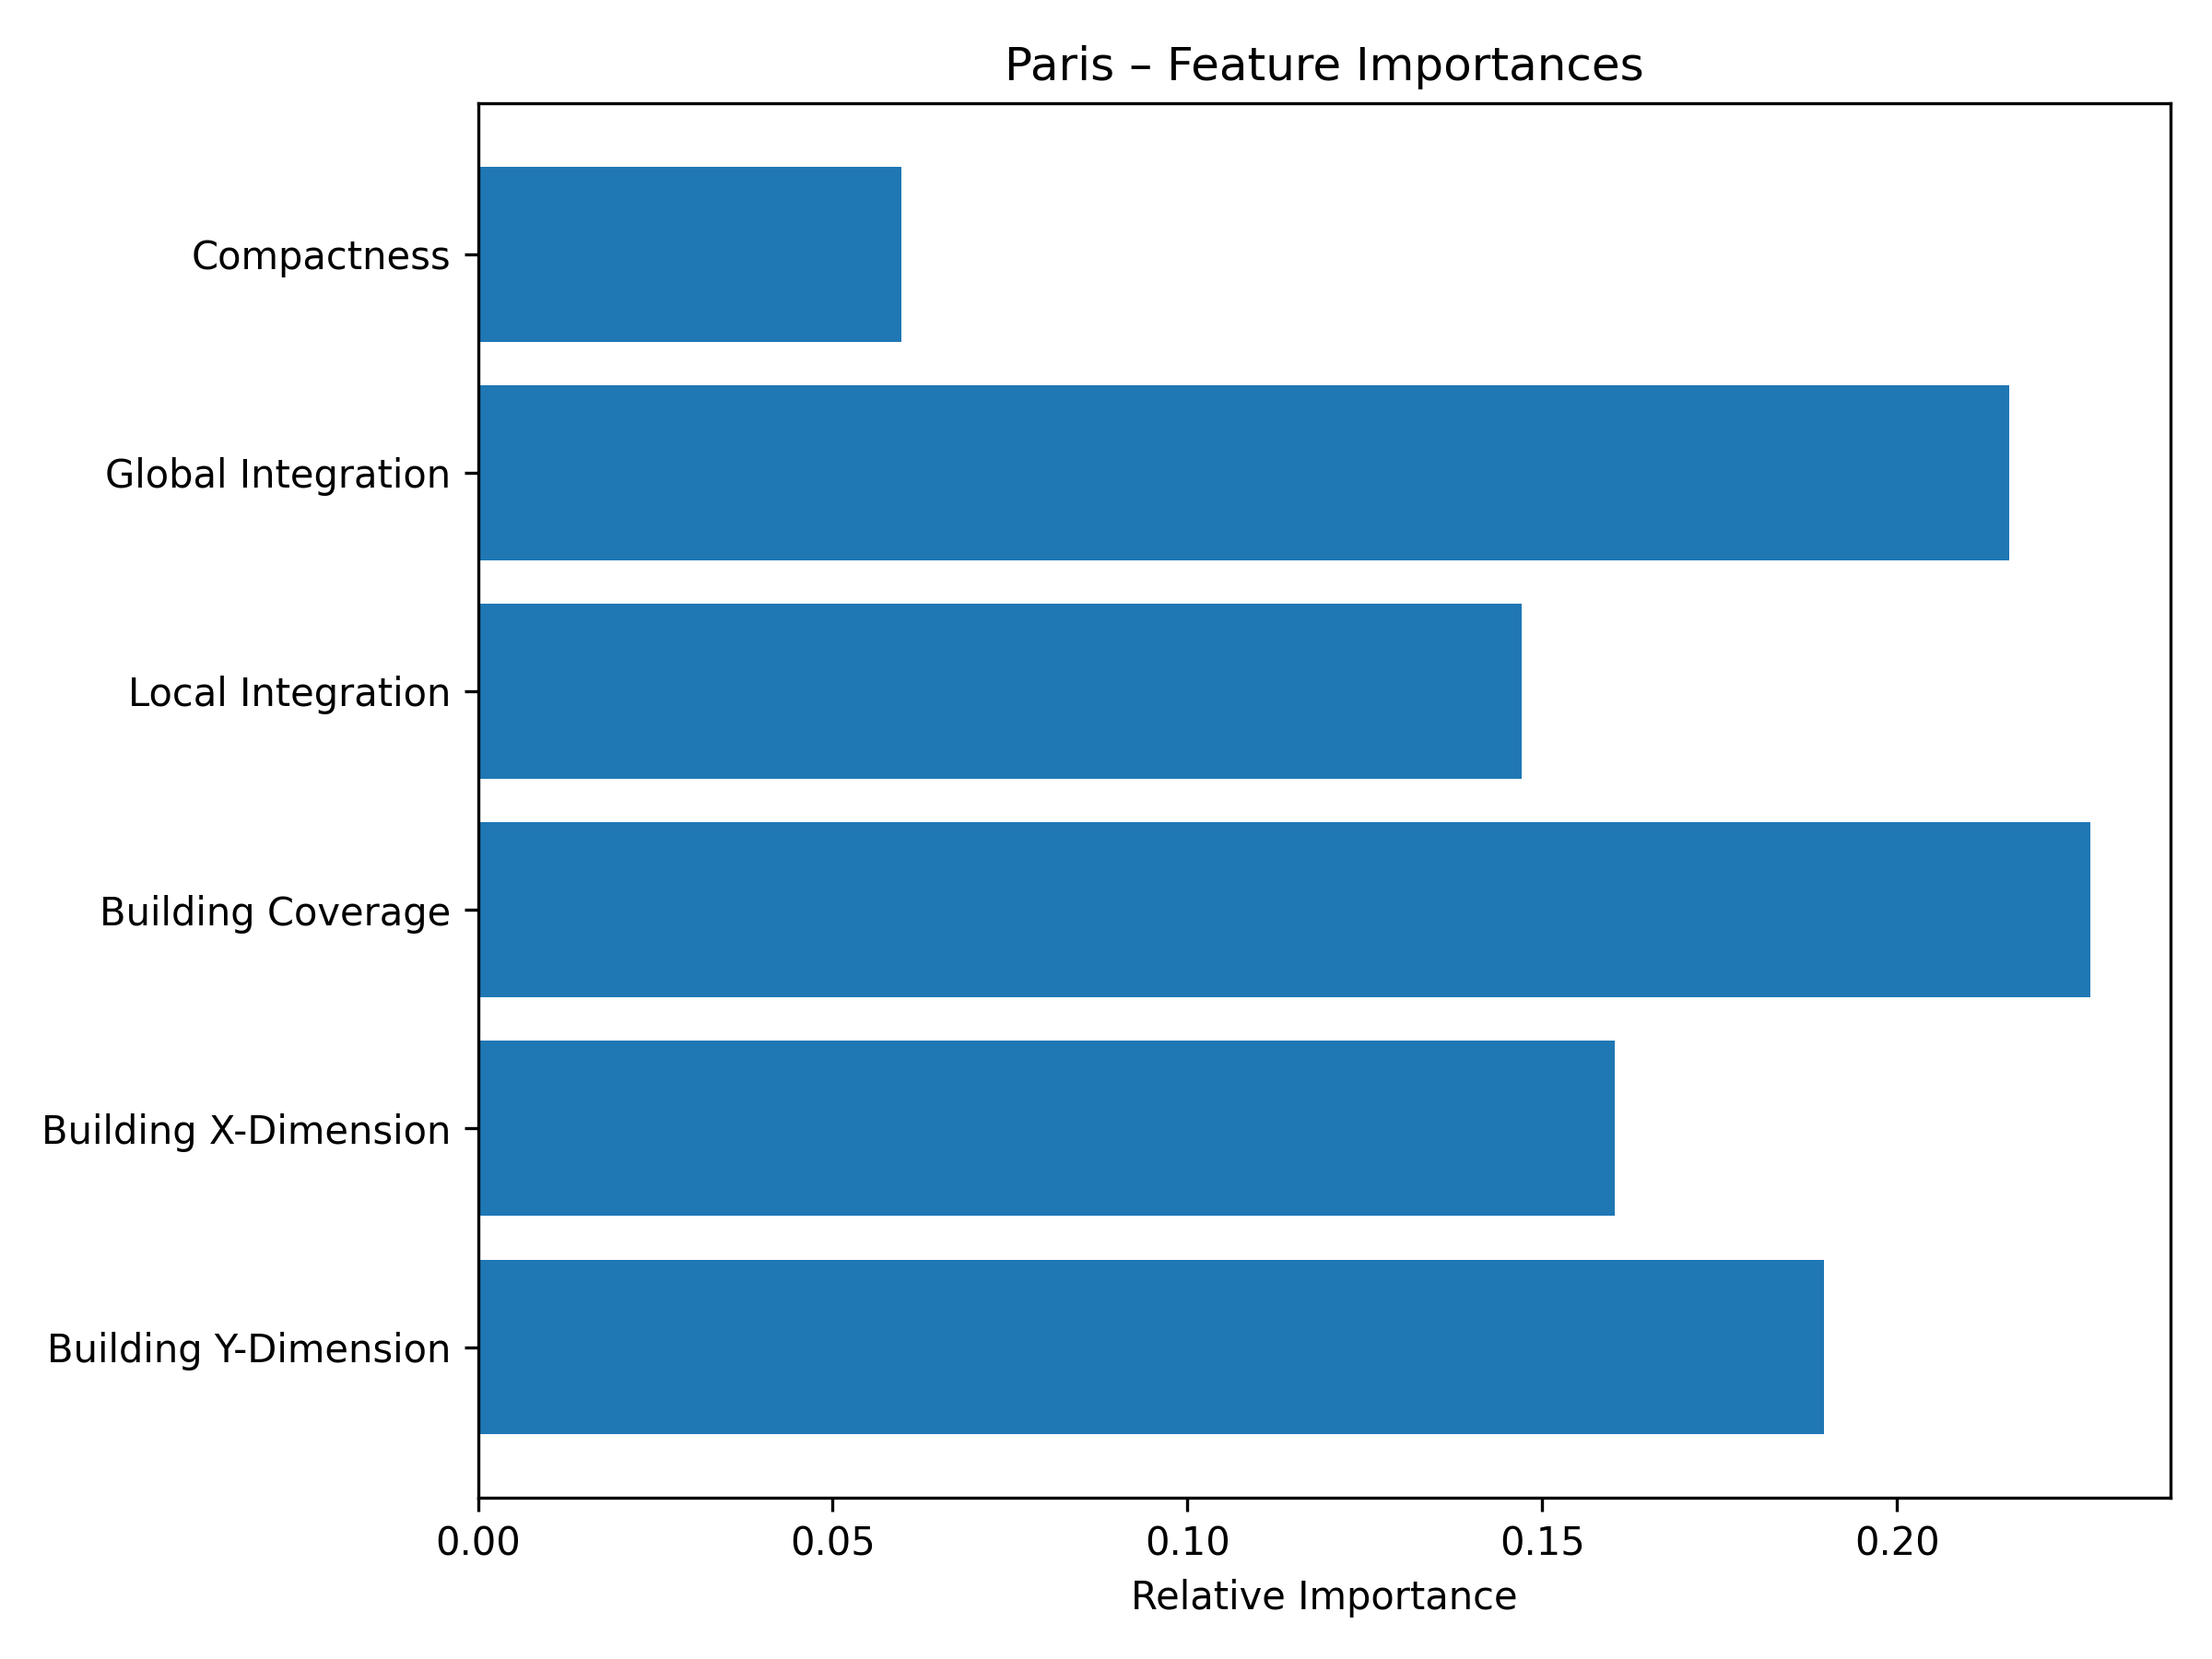 Paris – Feature Importances
Compactness
Global Integration
Local Integration
Building Coverage
Building X-Dimension
Building Y-Dimension
0.00 0.05 0.10 0.15 0.20
Relative Importance